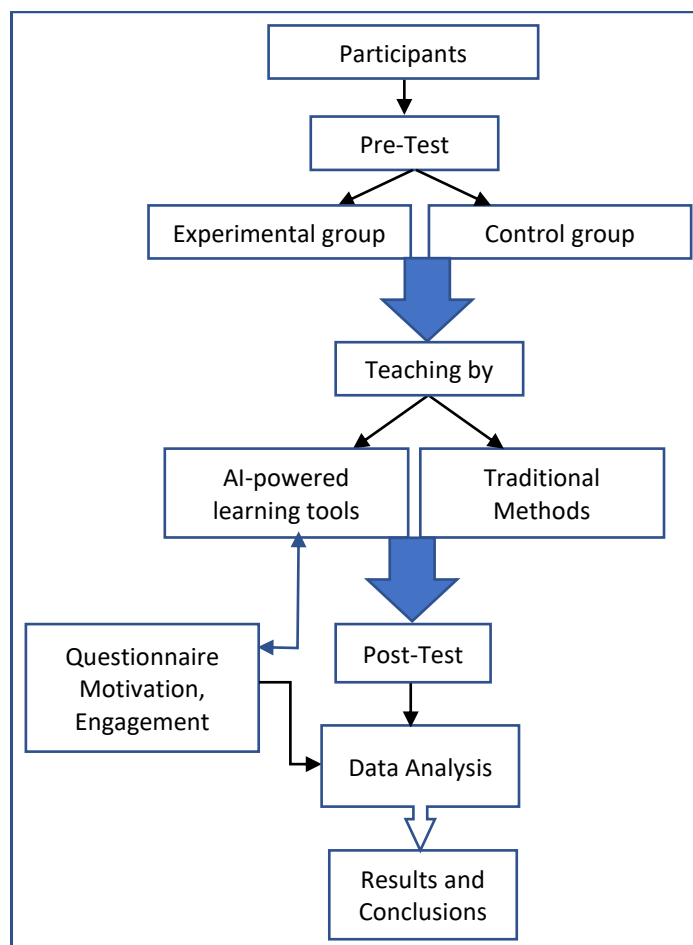 Participants
Pre-Test
Experimental group
Control group
Teaching by
AI-powered
learning tools
Traditional
Methods
Questionnaire
Motivation,
Engagement
Post-Test
Data Analysis
Results and
Conclusions